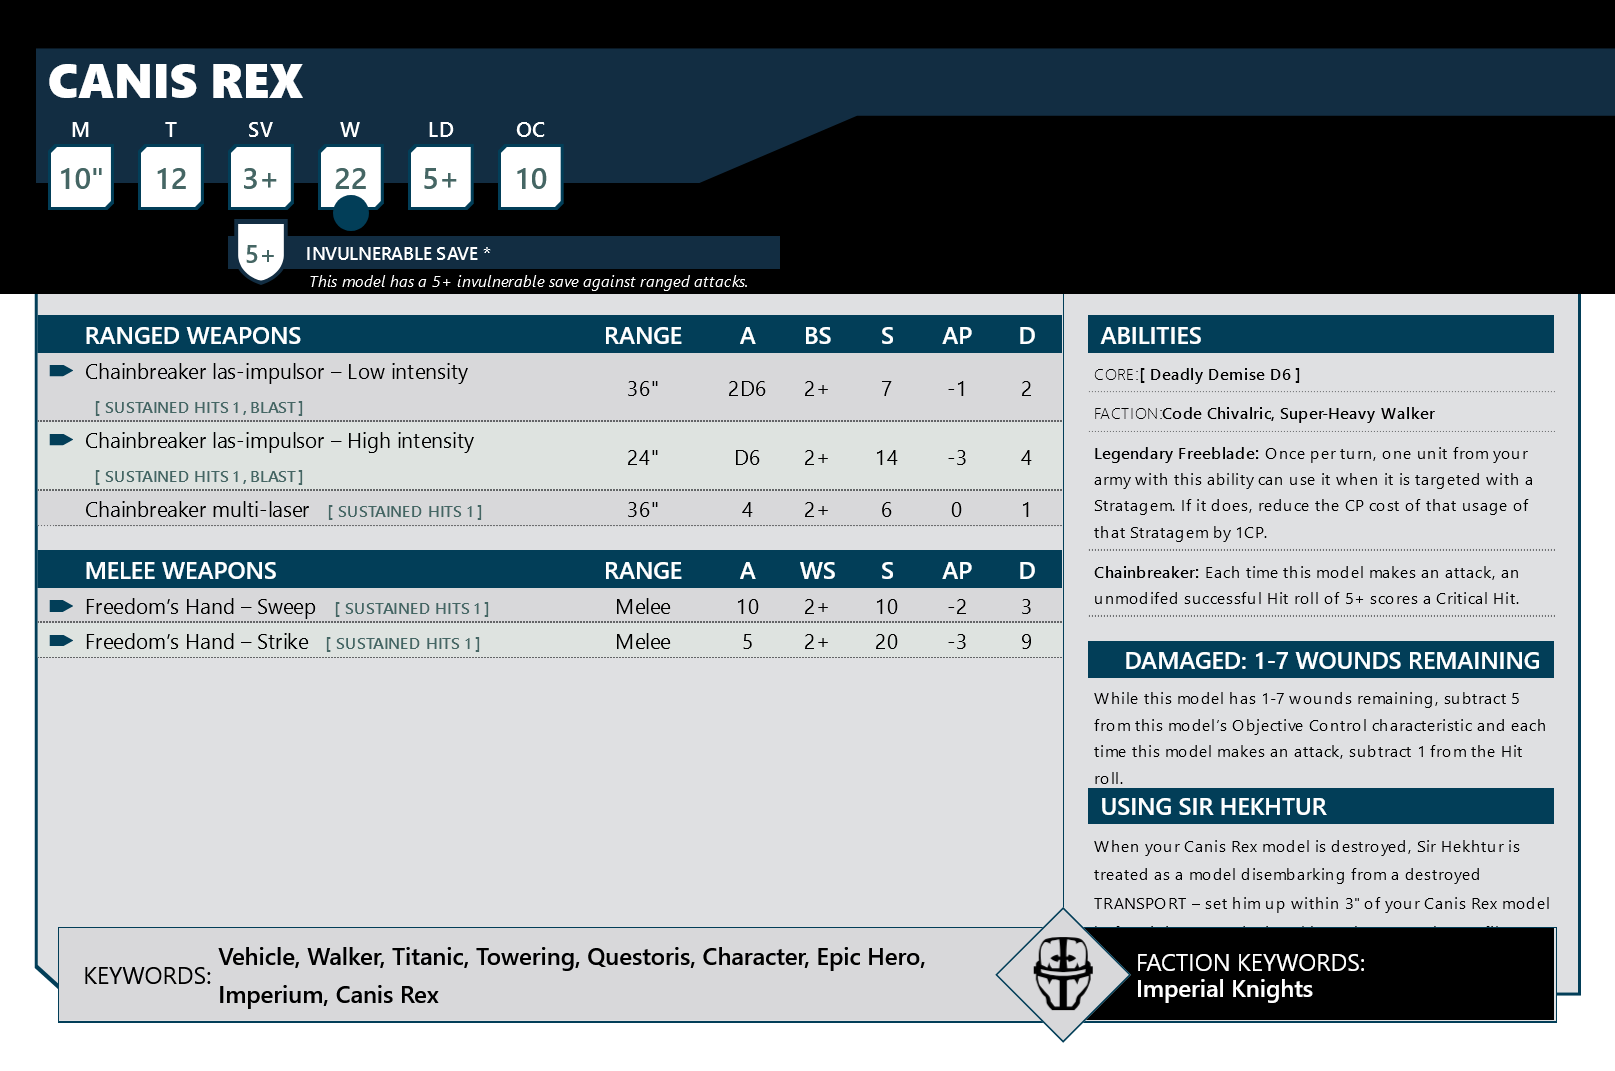 CANIS REX
M T SV W LD OC
10" 12 3+ 22 5+ 10
5+ INVULNERABLE SAVE *
This model has a 5+ invulnerable save against ranged attacks.
RANGED WEAPONS RANGE A BS S AP D
Chainbreaker las-impulsor – Low intensity
[ SUSTAINED HITS 1, BLAST ] 36" 2D6 2+ 7 -1 2
Chainbreaker las-impulsor – High intensity
[ SUSTAINED HITS 1, BLAST ] 24" D6 2+ 14 -3 4
Chainbreaker multi-laser [ SUSTAINED HITS 1 ] 36" 4 2+ 6 0 1
MELEE WEAPONS RANGE A WS S AP D
Freedom’s Hand – Sweep [ SUSTAINED HITS 1 ] Melee 10 2+ 10 -2 3
Freedom’s Hand – Strike [ SUSTAINED HITS 1 ] Melee 5 2+ 20 -3 9
ABILITIES
CORE:[ Deadly Demise D6 ]
FACTION:Code Chivalric, Super-Heavy Walker
Legendary Freeblade: Once per turn, one unit from your
army with this ability can use it when it is targeted with a
Stratagem. If it does, reduce the CP cost of that usage of
that Stratagem by 1CP.
Chainbreaker: Each time this model makes an attack, an
unmodifed successful Hit roll of 5+ scores a Critical Hit.
DAMAGED: 1-7 WOUNDS REMAINING
While this model has 1-7 wounds remaining, subtract 5
from this model’s Objective Control characteristic and each
time this model makes an attack, subtract 1 from the Hit
roll.
USING SIR HEKHTUR
When your Canis Rex model is destroyed, Sir Hekhtur is
treated as a model disembarking from a destroyed
TRANSPORT – set him up within 3" of your Canis Rex model
KEYWORDS: Vehicle, Walker, Titanic, Towering, Questoris, Character, Epic Hero,
Imperium, Canis Rex
FACTION KEYWORDS:
Imperial Knights